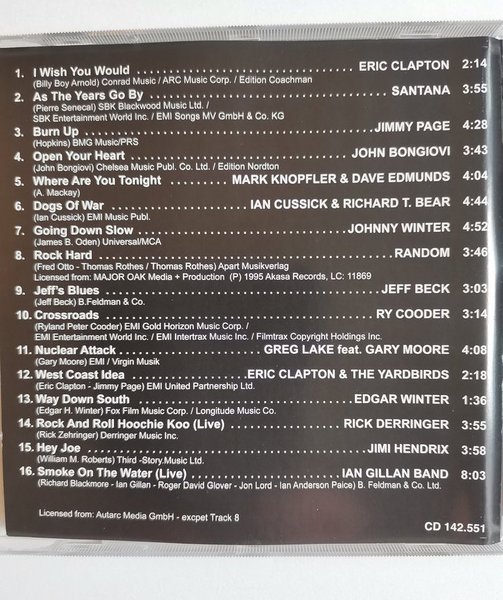 1. I Wish You Would .......................... ERIC CLAPTON 2:14
(Billy Boy Arnold) Conrad Music / ARC Music Corp. / Edition Coachman
2. As The Years Go By .......................... SANTANA 3:55
(Pierre Senecal) SBK Blackwood Music Ltd. /
SBK Entertainment World Inc. / EMI Songs MV GmbH & Co. KG
3. Burn Up .......................... JIMMY PAGE 4:28
(Hopkins) BMG Music/PRS
4. Open Your Heart .......................... JOHN BONGIOVI 3:43
(John Bongiovi) Chelsea Music Publ. Co. Ltd. / Edition Nordton
5. Where Are You Tonight ........ MARK KNOPFLER & DAVE EDMUNDS 4:04
(A. Mackay)
6. Dogs Of War .............. IAN CUSSICK & RICHARD T. BEAR 4:44
(Ian Cussick) EMI Music Publ.
7. Going Down Slow .......................... JOHNNY WINTER 4:52
(James B. Oden) Universal/MCA
8. Rock Hard .......................... RANDOM 3:46
(Fred Otto - Thomas Rothes / Thomas Rothes) Apart Musikverlag
Licensed from: MAJOR OAK Media + Production (P) 1995 Akasa Records, LC: 11869
9. Jeff's Blues .......................... JEFF BECK 3:03
(Jeff Beck) B.Feldman & Co.
10. Crossroads .......................... RY COODER 3:14
(Ryland Peter Cooder) EMI Gold Horizon Music Corp. /
EMI Entertainment World Inc. / EMI Intertrax Music Inc. / Filmtrax Copyright Holdings Inc.
11. Nuclear Attack .............. GREG LAKE feat. GARY MOORE 4:08
(Gary Moore) EMI / Virgin Musik
12. West Coast Idea ............ ERIC CLAPTON & THE YARDBIRDS 2:18
(Eric Clapton - Jimmy Page) EMI United Partnership Ltd.
13. Way Down South .......................... EDGAR WINTER 1:36
(Edgar H. Winter) Fox Film Music Corp. / Longitude Music Co.
14. Rock And Roll Hoochie Koo (Live) .............. RICK DERRINGER 3:55
(Rick Zehringer) Derringer Music Inc.
15. Hey Joe .......................... JIMI HENDRIX 3:58
(William M. Roberts) Third -Story.Music Ltd.
16. Smoke On The Water (Live) .................. IAN GILLAN BAND 8:03
(Richard Blackmore - Ian Gillan - Roger David Glover - Jon Lord - Ian Anderson Paice) B. Feldman & Co. Ltd.
Licensed from: Autarc Media GmbH - excpet Track 8
CD 142.551